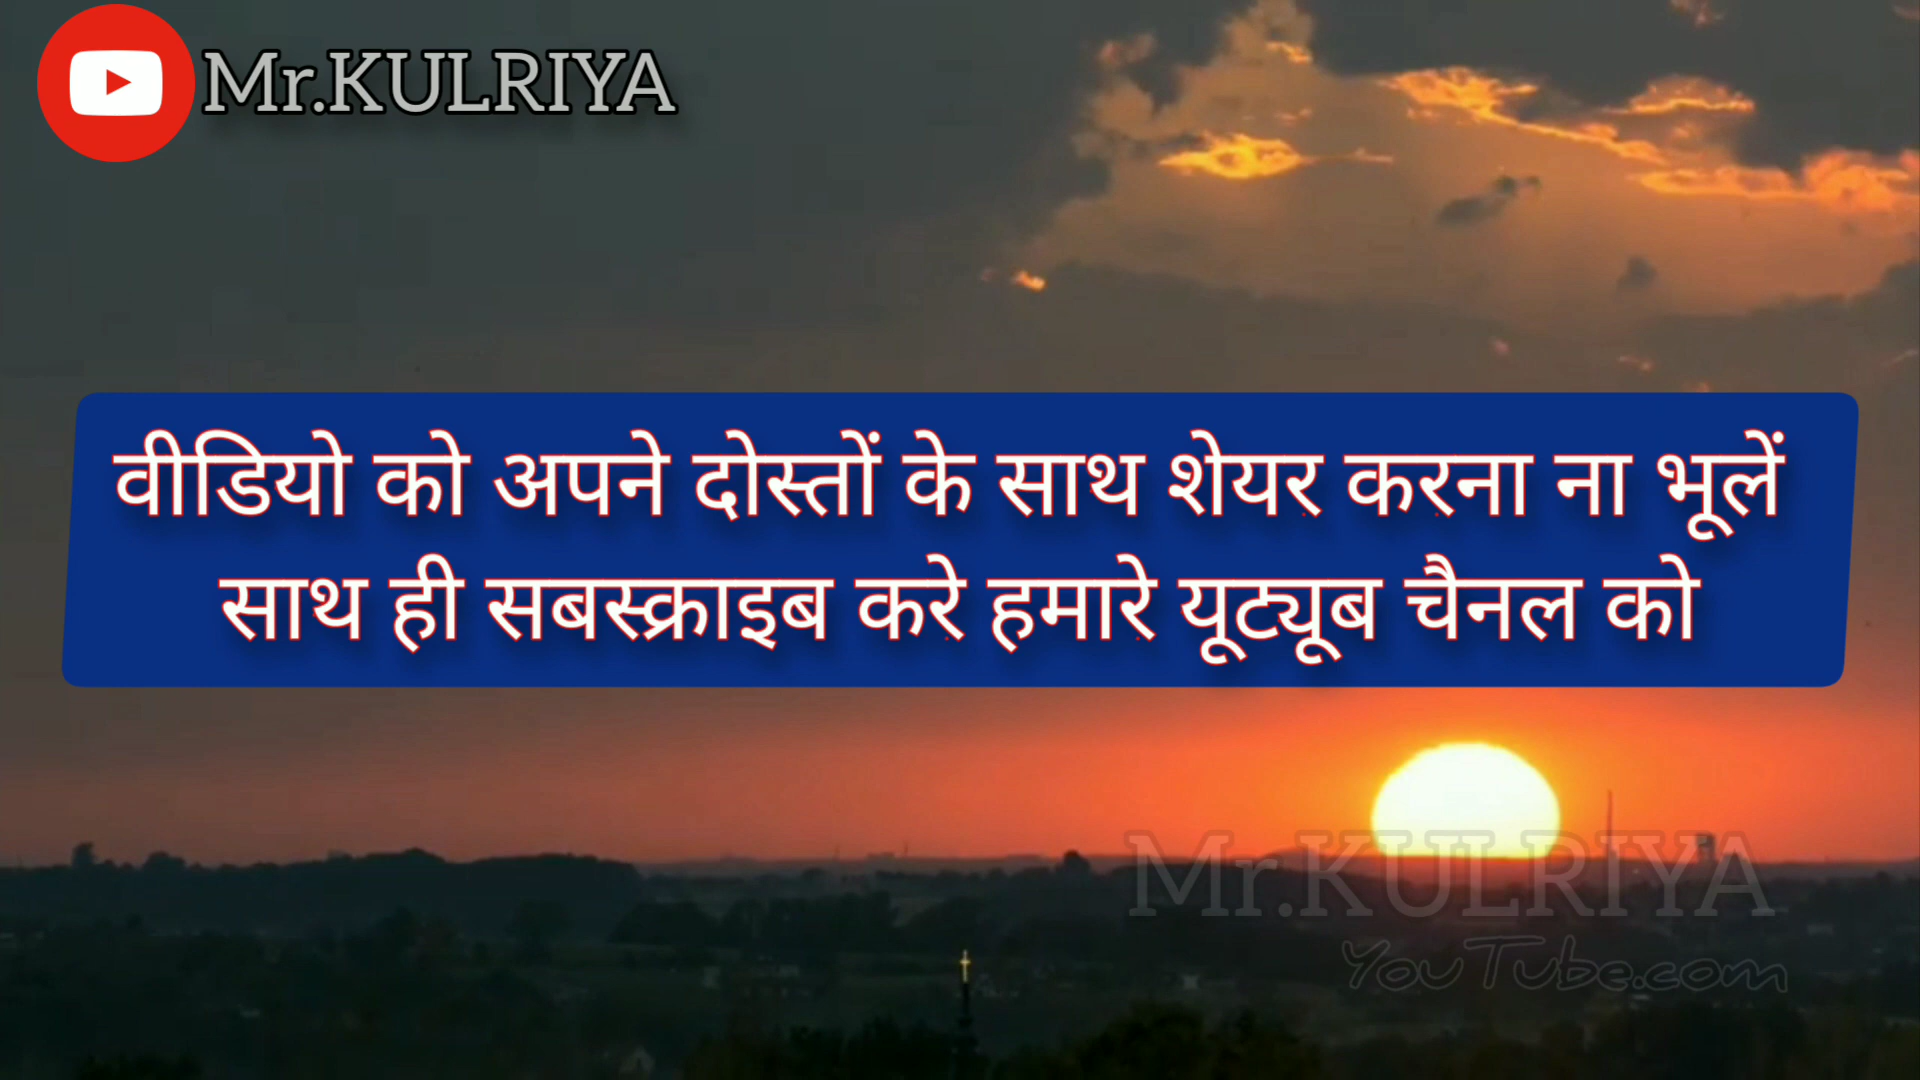 Mr.KULRIYA
वीडियो को अपने दोस्तों के साथ शेयर करना ना भूलें
साथ ही सबस्क्राइब करे हमारे यूट्यूब चैनल को
Mr.KULRIYA
YouTube.com